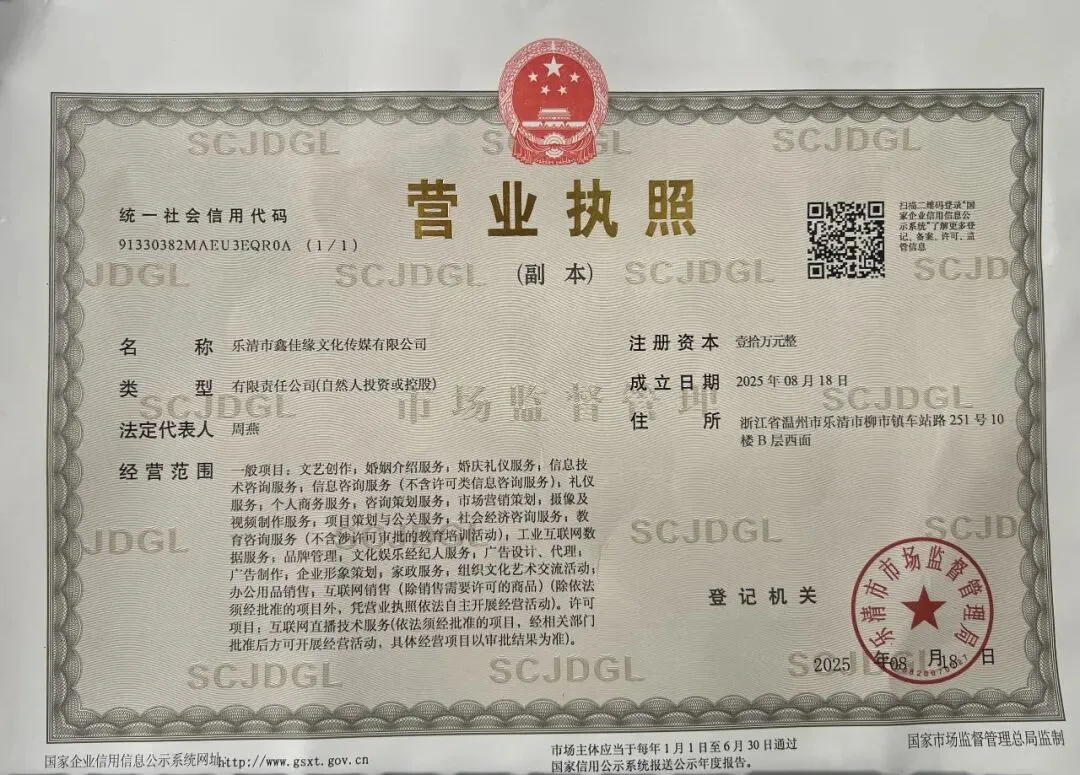 营业执照
(副 本)
统一社会信用代码
91330382MAEU3EQR0A (1/1)
扫描二维码登录"国
家企业信用信息公
示系统"了解更多登
记、备案、许可、监
管信息
名 称 乐清市鑫佳缘文化传媒有限公司
类 型 有限责任公司(自然人投资或控股)
法定代表人 周燕
经营范围 一般项目:文艺创作;婚姻介绍服务;婚庆礼仪服务;信息技
术咨询服务;信息咨询服务(不含许可类信息咨询服务);礼仪
服务;个人商务服务;咨询策划服务;市场营销策划;摄像及
视频制作服务;项目策划与公关服务;社会经济咨询服务;教
育咨询服务(不含涉许可审批的教育培训活动);工业互联网数
据服务;品牌管理;文化娱乐经纪人服务;广告设计、代理;
广告制作;企业形象策划;家政服务;组织文化艺术交流活动;
办公用品销售;互联网销售(除销售需要许可的商品)(除依法
须经批准的项目外,凭营业执照依法自主开展经营活动)。许可
项目:互联网直播技术服务(依法须经批准的项目,经相关部门
批准后方可开展经营活动,具体经营项目以审批结果为准)。
注册资本 壹拾万元整
成立日期 2025年08月18日
住 所 浙江省温州市乐清市柳市镇车站路251号10
楼B层西面
登记机关
乐清市市场监督管理局
2025 年08 月18 日
SCJDGL
SCJDGL
SCJDGL
SCJDGL
SCJDGL
市场监督管理
SCJDGL
SCJDGL
SCJDGL
SCJDGL
SCJDGL
国家企业信用信息公示系统网址http://www.gsxt.gov.cn
市场主体应当于每年1月1日至6月30日通过
国家信用公示系统报送公示年度报告。
国家市场监督管理总局监制